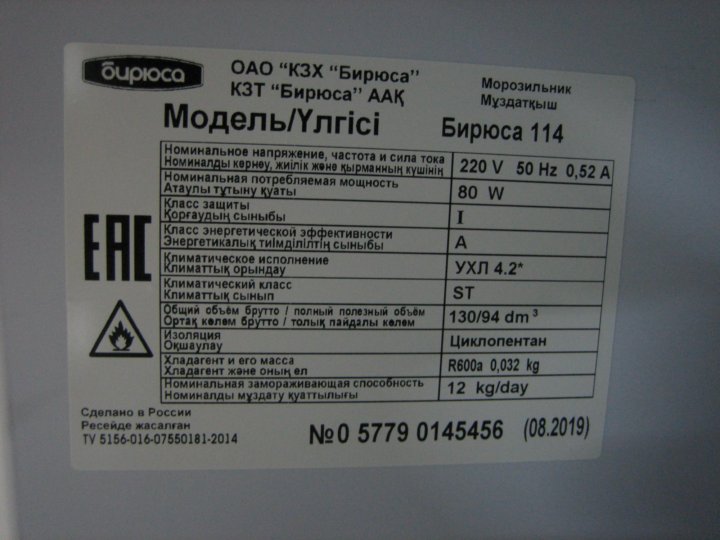 бирюса
ОАО “КЗХ “Бирюса”
КЗТ “Бирюса” ААҚ
Морозильник
Мұздатқыш
Модель/Үлгісі Бирюса 114
Номинальное напряжение, частота и сила тока
Номиналды кернеу, жиілік және қырманның күшінің
220 V 50 Hz 0,52 A
Номинальная потребляемая мощность
Атаулы тұтыну қуаты
80 W
Класс защиты
Қорғаудың сыныбы
I
Класс энергетической эффективности
Энергетикалық тиімділілтің сыныбы
A
Климатическое исполнение
Климаттық орындау
УХЛ 4.2*
Климатический класс
Климаттық сынып
ST
Общий объём брутто / полный полезный объём
Ортақ көлем брутто / толық пайдалы көлем
130/94 dm³
Изоляция
Оқшаулау
Циклопентан
Хладагент и его масса
Хладагент және оның ел
R600a 0,032 kg
Номинальная замораживающая способность
Номиналды мұздату қуаттылығы
12 kg/day
EAC
Сделано в России
Ресейде жасалған
ТУ 5156-016-07550181-2014
№0 5779 0145456 (08.2019)